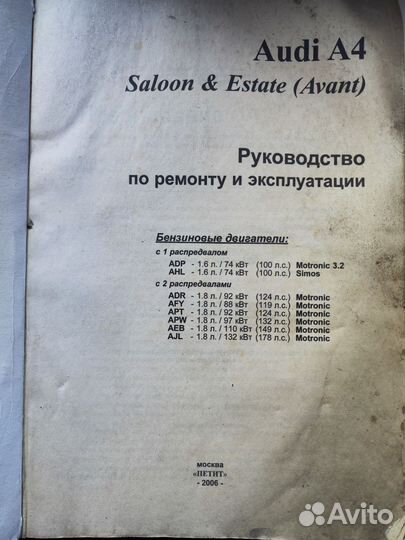 Audi A4
Saloon & Estate (Avant)
Руководство
по ремонту и эксплуатации
Бензиновые двигатели:
с 1 распредвалом
ADP - 1.6 л. / 74 кВт (100 л.с.) Motronic 3.2
AHL - 1.6 л. / 74 кВт (100 л.с.) Simos
с 2 распредвалами
ADR - 1.8 л. / 92 кВт (124 л.с.) Motronic
AFY - 1.8 л. / 88 кВт (119 л.с.) Motronic
APT - 1.8 л. / 92 кВт (124 л.с.) Motronic
APW - 1.8 л. / 97 кВт (132 л.с.) Motronic
AEB - 1.8 л. / 110 кВт (149 л.с.) Motronic
AJL - 1.8 л. / 132 кВт (178 л.с.) Motronic
москва
«ПЕТИТ»
- 2006 -
Avito